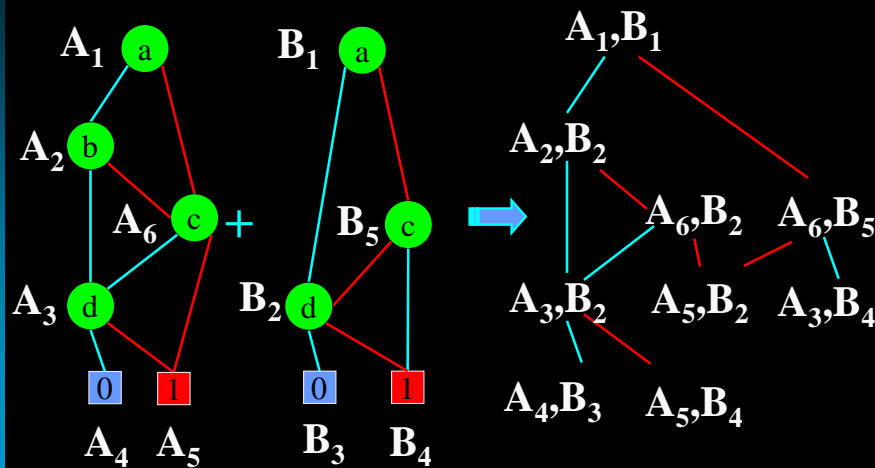 A₁ a B₁ a A₁,B₁
A₂ b A₂,B₂
A₆ c + B₅ c A₆,B₂ A₆,B₅
A₃ d B₂ d A₃,B₂ A₅,B₂ A₃,B₄
0 1 0 1 A₄,B₃ A₅,B₄
A₄ A₅ B₃ B₄